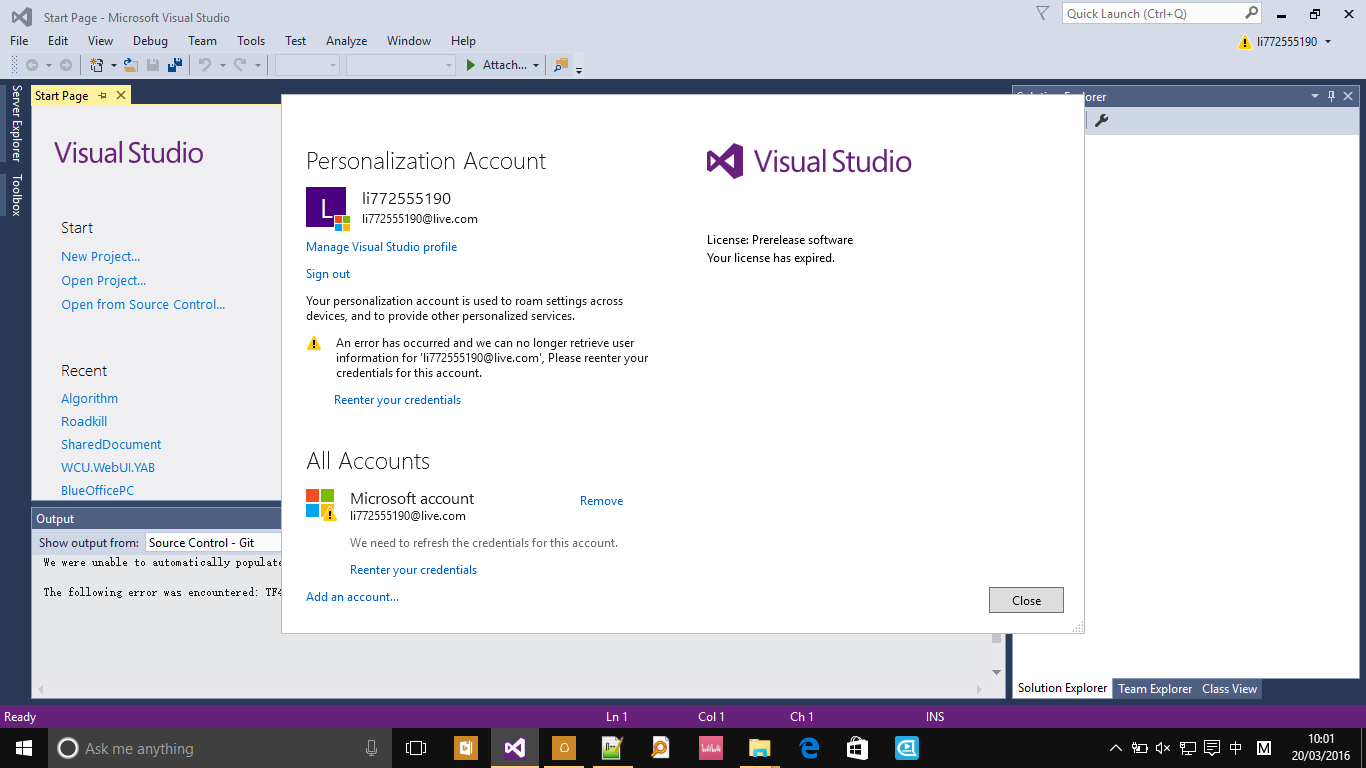 Start Page - Microsoft Visual Studio
Quick Launch (Ctrl+Q)
File Edit View Debug Team Tools Test Analyze Window Help
li772555190
Attach...
Server Explorer
Toolbox
Start Page
Visual Studio
Start
New Project...
Open Project...
Open from Source Control...
Recent
Algorithm
Roadkill
SharedDocument
WCU.WebUI.YAB
BlueOfficePC
Personalization Account
L
li772555190
li772555190@live.com
Manage Visual Studio profile
Sign out
Your personalization account is used to roam settings across
devices, and to provide other personalized services.
An error has occurred and we can no longer retrieve user
information for 'li772555190@live.com', Please reenter your
credentials for this account.
Reenter your credentials
All Accounts
Microsoft account
Remove
li772555190@live.com
We need to refresh the credentials for this account.
Reenter your credentials
Add an account...
Visual Studio
License: Prerelease software
Your license has expired.
Close
Output
Show output from: Source Control - Git
We were unable to automatically populate
The following error was encountered: TF4
Solution Explorer Team Explorer Class View
Ready
Ln 1 Col 1 Ch 1 INS
Ask me anything
中
M
10:01
20/03/2016